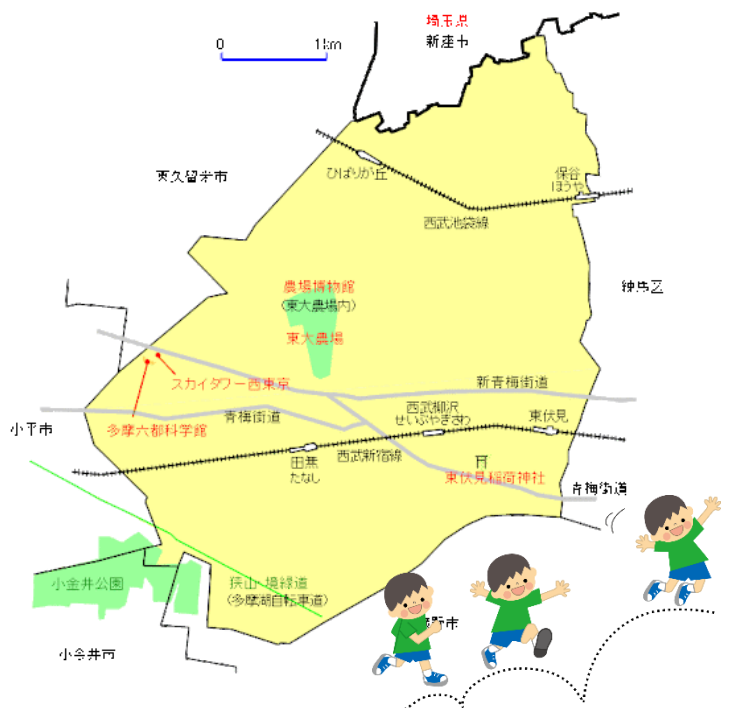 埼玉県
新座市
0 1km
東久留米市
ひばりが丘
保谷
ほうや
西武池袋線
練馬区
農場博物館
(東大農場内)
東大農場
スカイタワー西東京
新青梅街道
西武柳沢
せいぶやぎさわ
東伏見
青梅街道
小平市
多摩六都科学館
田無
たなし
西武新宿線
東伏見稲荷神社
青梅街道
小金井公園
狭山・境緑道
(多摩湖自転車道)
野市
小金井市